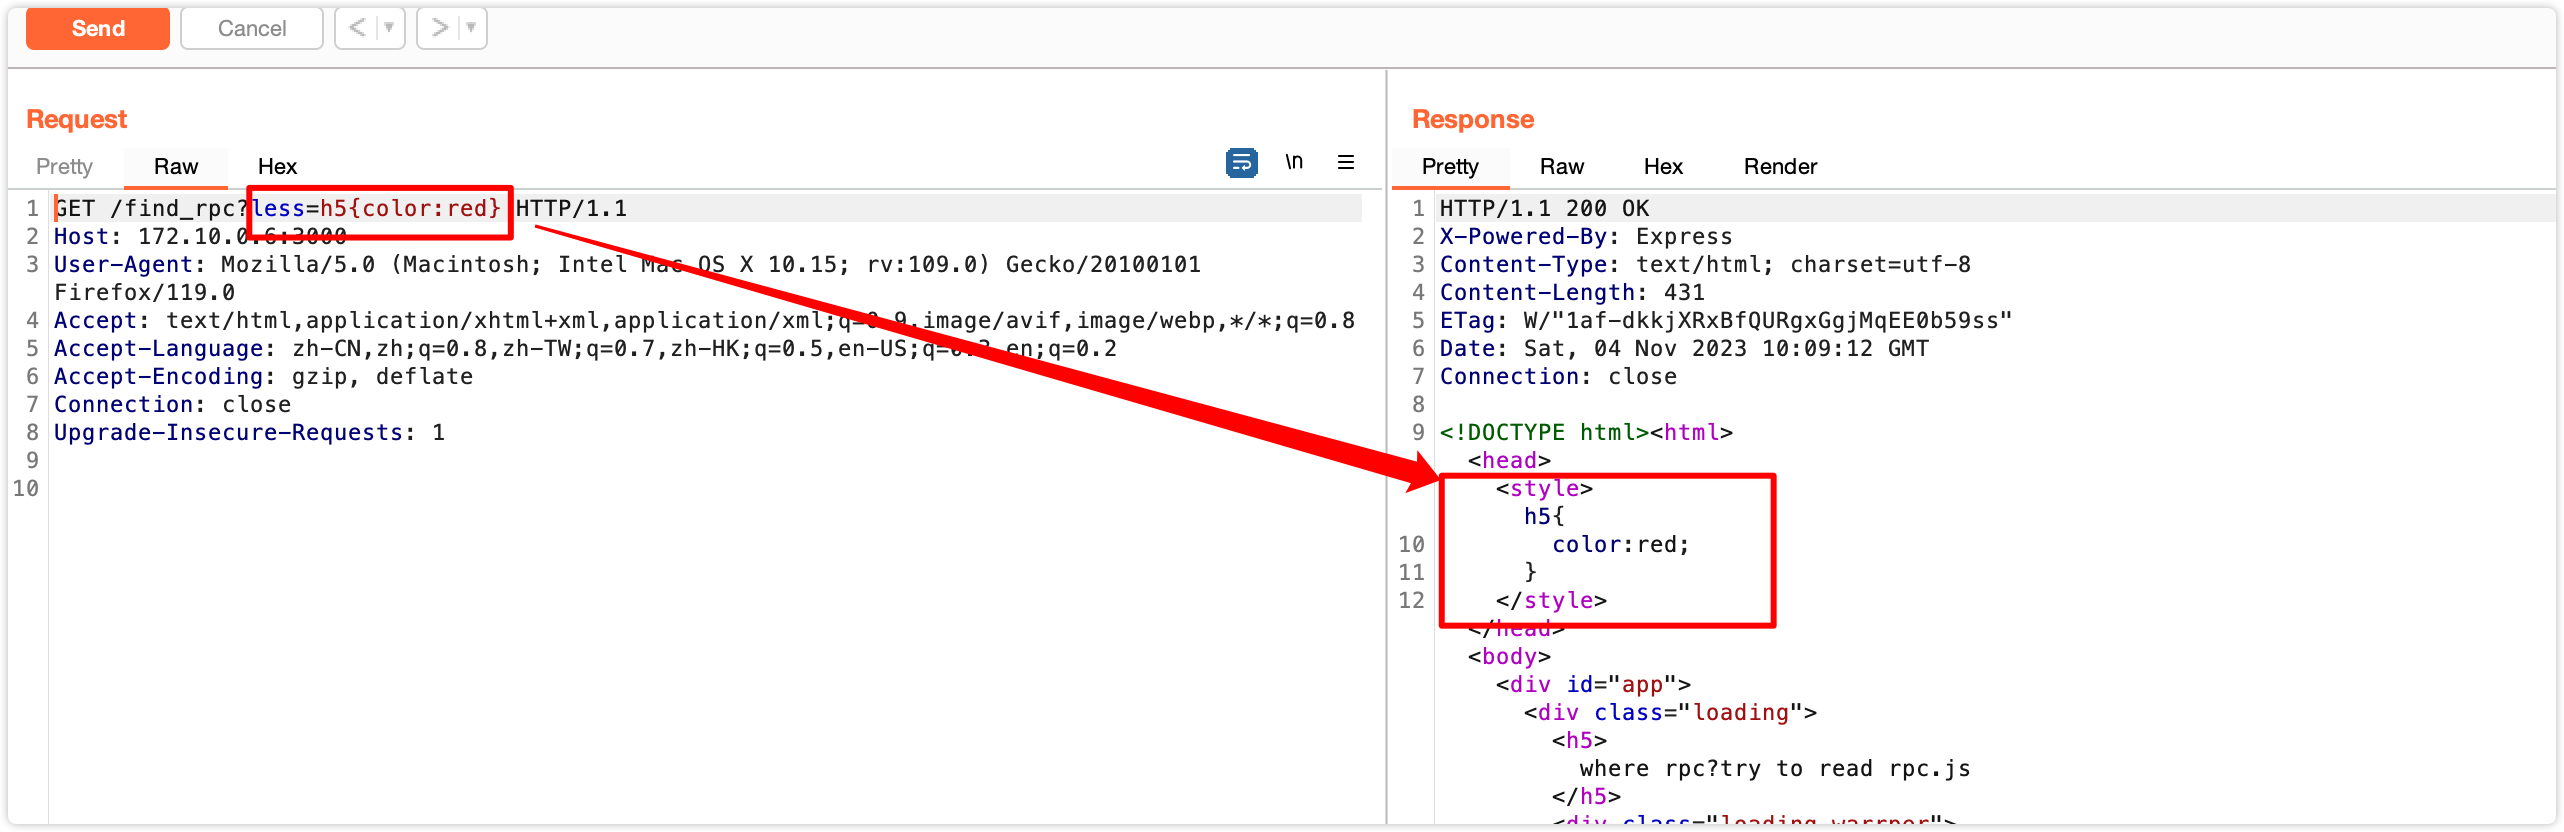 Send Cancel < >
Request
Pretty Raw Hex \n
1 GET /find_rpc?less=h5{color:red} HTTP/1.1
2 Host: 172.10.0.6:3000
3 User-Agent: Mozilla/5.0 (Macintosh; Intel Mac OS X 10.15; rv:109.0) Gecko/20100101
Firefox/119.0
4 Accept: text/html,application/xhtml+xml,application/xml;q=0.9,image/avif,image/webp,*/*;q=0.8
5 Accept-Language: zh-CN,zh;q=0.8,zh-TW;q=0.7,zh-HK;q=0.5,en-US;q=0.3,en;q=0.2
6 Accept-Encoding: gzip, deflate
7 Connection: close
8 Upgrade-Insecure-Requests: 1
9
10
Response
Pretty Raw Hex Render
1 HTTP/1.1 200 OK
2 X-Powered-By: Express
3 Content-Type: text/html; charset=utf-8
4 Content-Length: 431
5 ETag: W/"1af-dkkjXRxBfQURgxGgjMqEE0b59ss"
6 Date: Sat, 04 Nov 2023 10:09:12 GMT
7 Connection: close
8
9 <!DOCTYPE html><html>
<head>
<style>
h5{
10 color:red;
11 }
12 </style>
</head>
<body>
<div id="app">
<div class="loading">
<h5>
where rpc?try to read rpc.js
</h5>
<div class="loading-warrper">